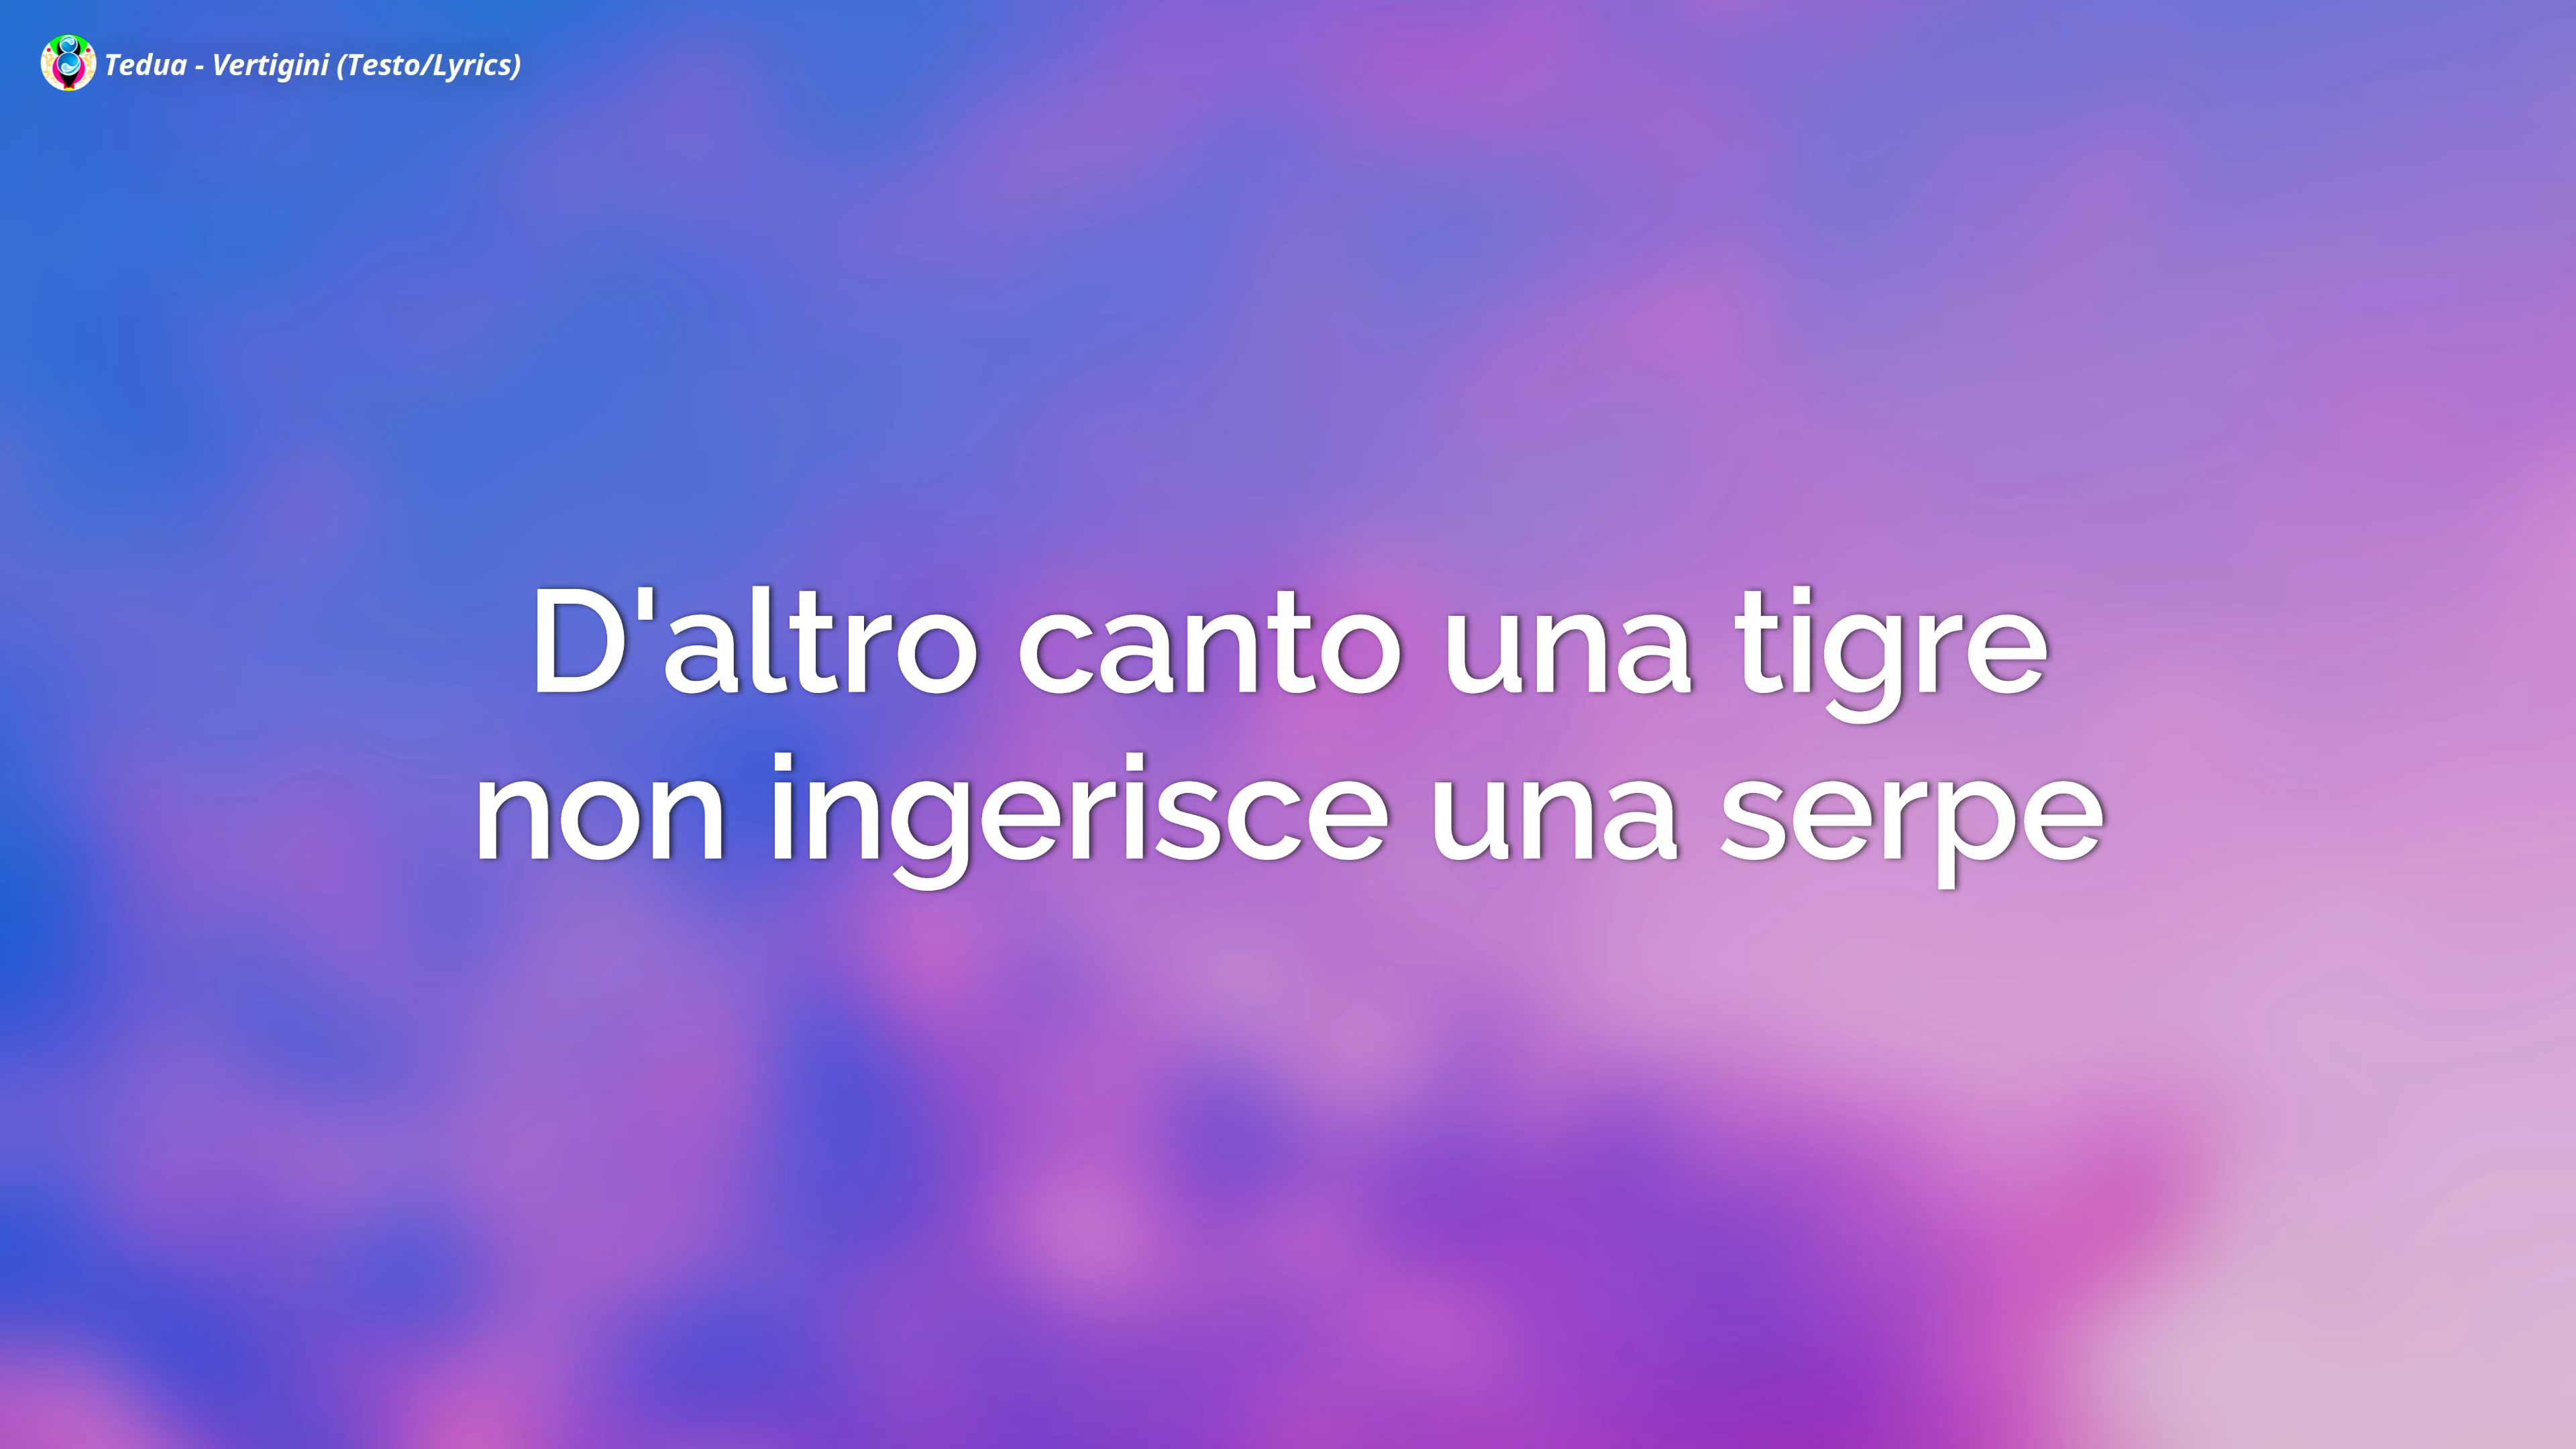 Tedua - Vertigini (Testo/Lyrics)
D'altro canto una tigre
non ingerisce una serpe